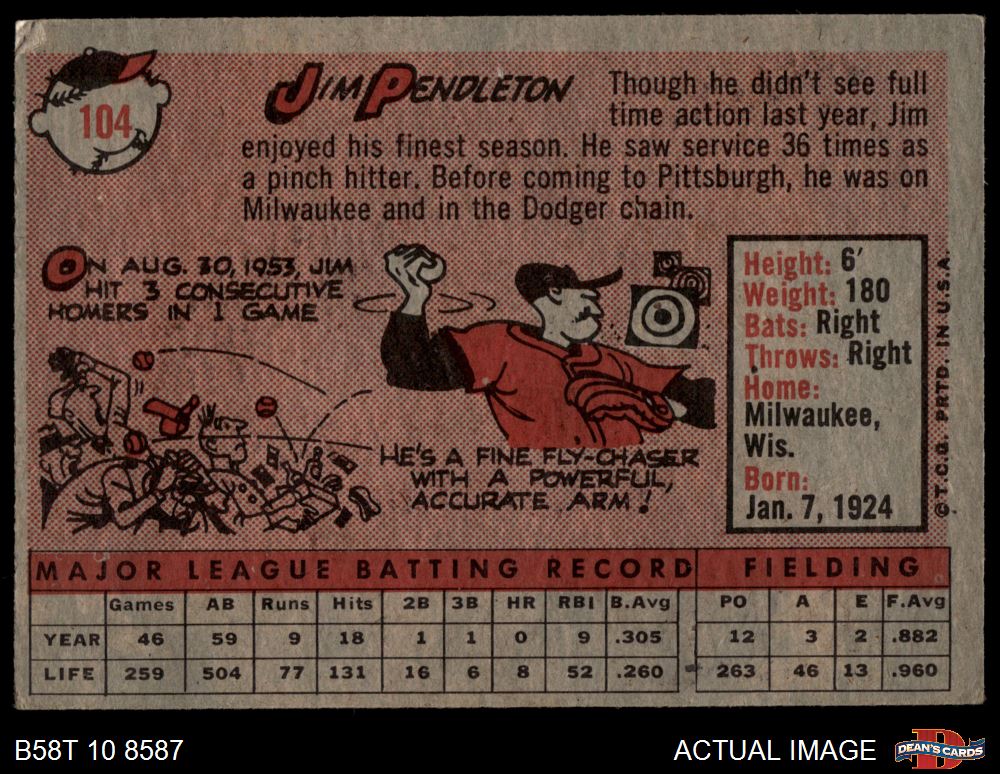 104
JIM PENDLETON
Though he didn't see full
time action last year, Jim
enjoyed his finest season. He saw service 36 times as
a pinch hitter. Before coming to Pittsburgh, he was on
Milwaukee and in the Dodger chain.
ON AUG. 30, 1953, JIM
HIT 3 CONSECUTIVE
HOMERS IN 1 GAME
HE'S A FINE FLY-CHASER
WITH A POWERFUL,
ACCURATE ARM!
Height: 6'
Weight: 180
Bats: Right
Throws: Right
Home:
Milwaukee,
Wis.
Born:
Jan. 7, 1924
© T.C.G. PRTD. IN U.S.A.
MAJOR LEAGUE BATTING RECORD FIELDING
Games AB Runs Hits 2B 3B HR RBI B.Avg PO A E F.Avg
YEAR 46 59 9 18 1 1 0 9 .305 12 3 2 .882
LIFE 259 504 77 131 16 6 8 52 .260 263 46 13 .960
B58T 10 8587
ACTUAL IMAGE
DEAN'S CARDS